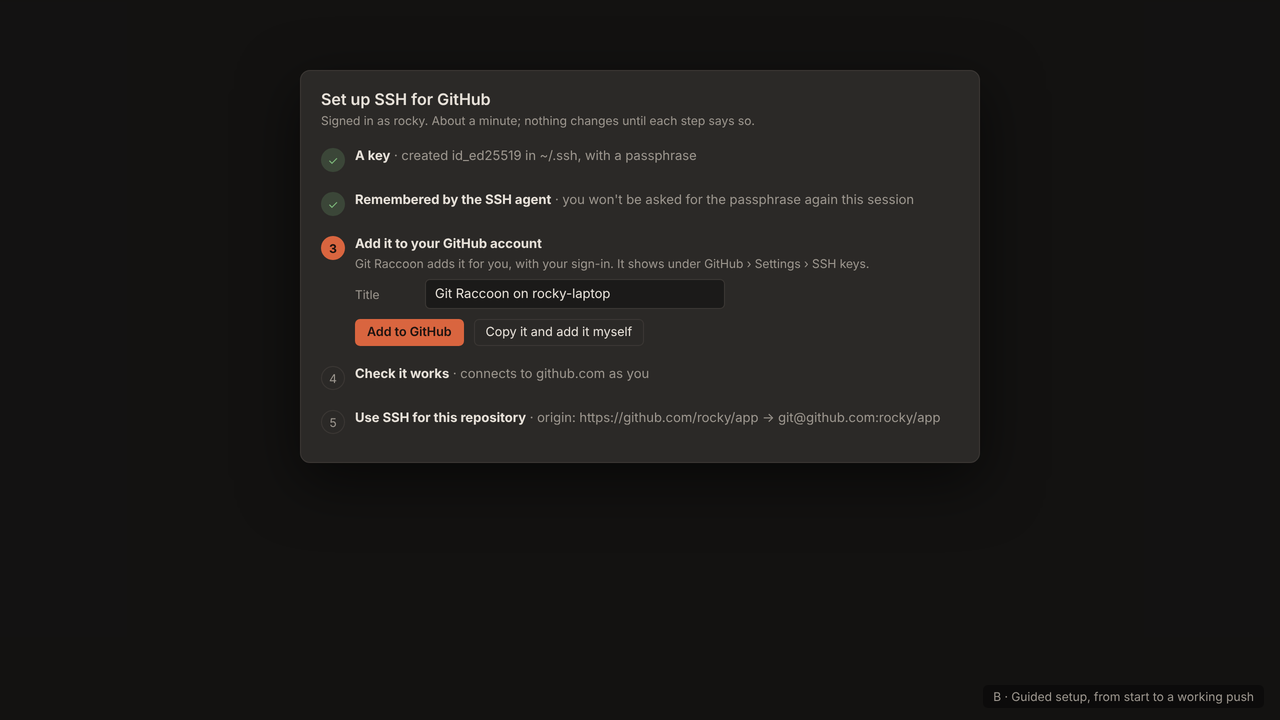 Set up SSH for GitHub
Signed in as rocky. About a minute; nothing changes until each step says so.
A key · created id_ed25519 in ~/.ssh, with a passphrase
Remembered by the SSH agent · you won't be asked for the passphrase again this session
3 Add it to your GitHub account
Git Raccoon adds it for you, with your sign-in. It shows under GitHub › Settings › SSH keys.
Title Git Raccoon on rocky-laptop
Add to GitHub Copy it and add it myself
4 Check it works · connects to github.com as you
5 Use SSH for this repository · origin: https://github.com/rocky/app → git@github.com:rocky/app
B · Guided setup, from start to a working push